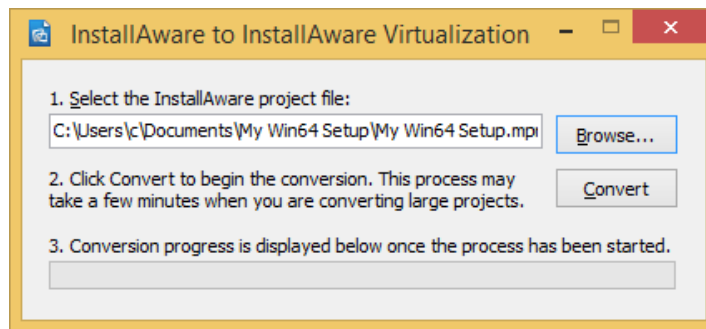 InstallAware to InstallAware Virtualization
1. Select the InstallAware project file:
C:\Users\c\Documents\My Win64 Setup\My Win64 Setup.mpr
Browse...
2. Click Convert to begin the conversion. This process may
take a few minutes when you are converting large projects.
Convert
3. Conversion progress is displayed below once the process has been started.